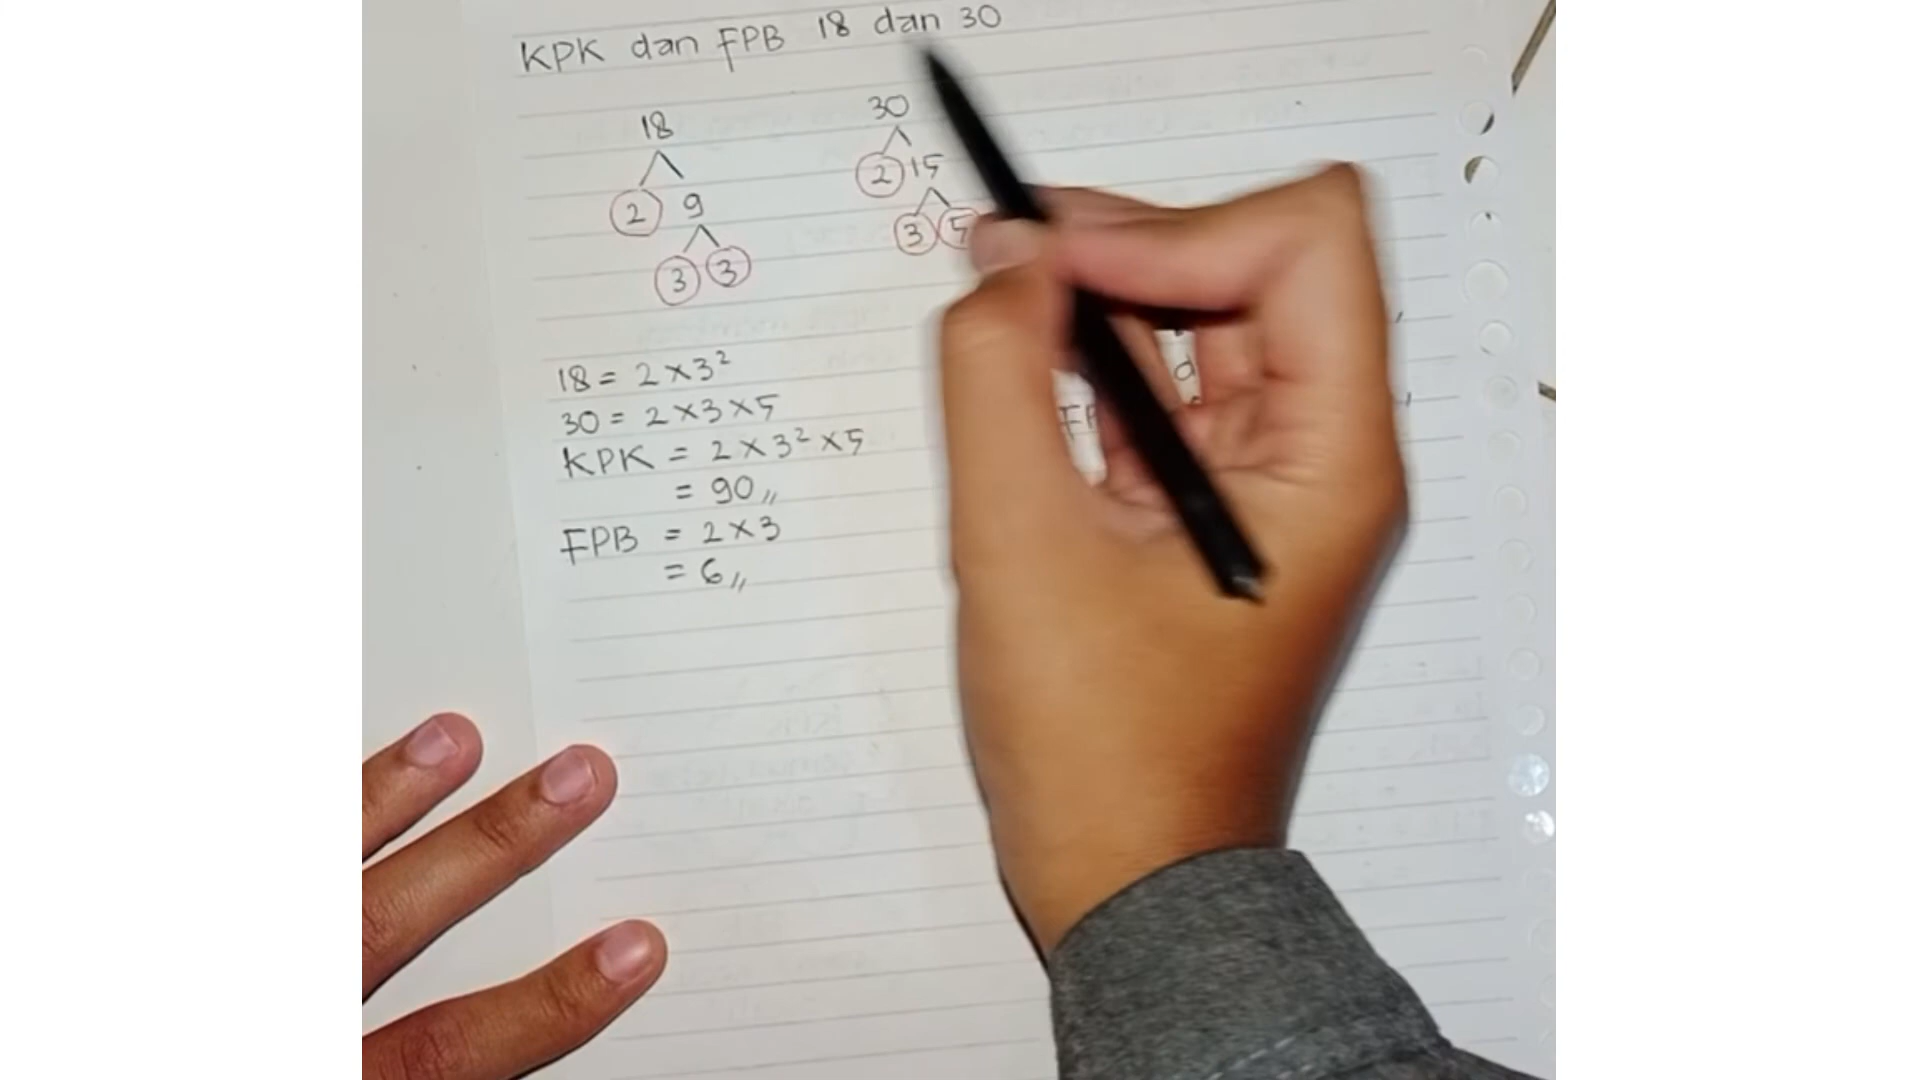 KPK dan FPB 18 dan 30
18
2 9
3 3
30
2 15
3 5
18 = 2 × 3²
30 = 2 × 3 × 5
KPK = 2 × 3² × 5
= 90,,
FPB = 2 × 3
= 6,,